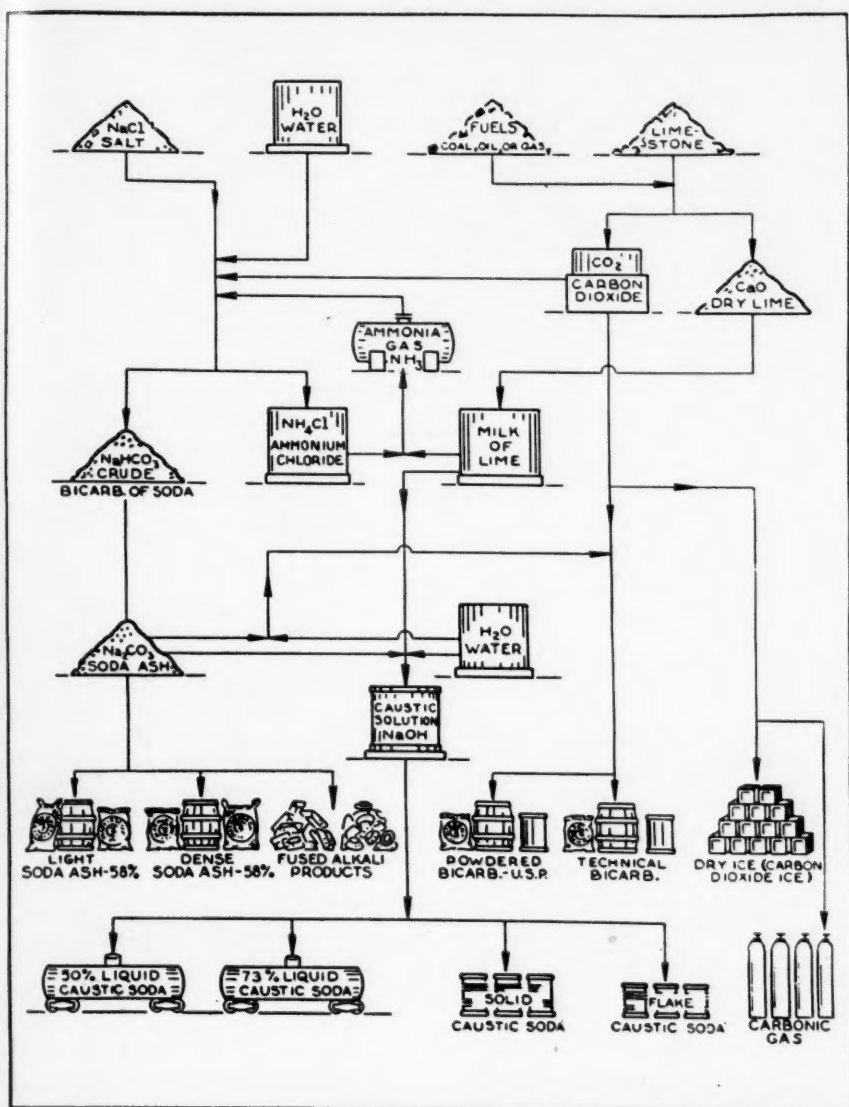 NaCl
SALT
H₂O
WATER
FUELS
COAL, OIL, OR GAS,
LIME-
STONE
CO₂
CARBON
DIOXIDE
CaO
DRY LIME
AMMONIA
GAS
NH₃
NaHCO₃
CRUDE
BICARB. OF SODA
NH₄Cl
AMMONIUM
CHLORIDE
MILK
OF
LIME
Na₂CO₃
SODA ASH
H₂O
WATER
CAUSTIC
SOLUTION
NaOH
LIGHT
SODA ASH-58%
DENSE
SODA ASH-58%
FUSED ALKALI
PRODUCTS
POWDERED
BICARB.-U.S.P.
TECHNICAL
BICARB.
DRY ICE (CARBON
DIOXIDE ICE)
50% LIQUID
CAUSTIC SODA
73% LIQUID
CAUSTIC SODA
SOLID
CAUSTIC SODA
FLAKE
CAUSTIC SODA
CARBONIC
GAS